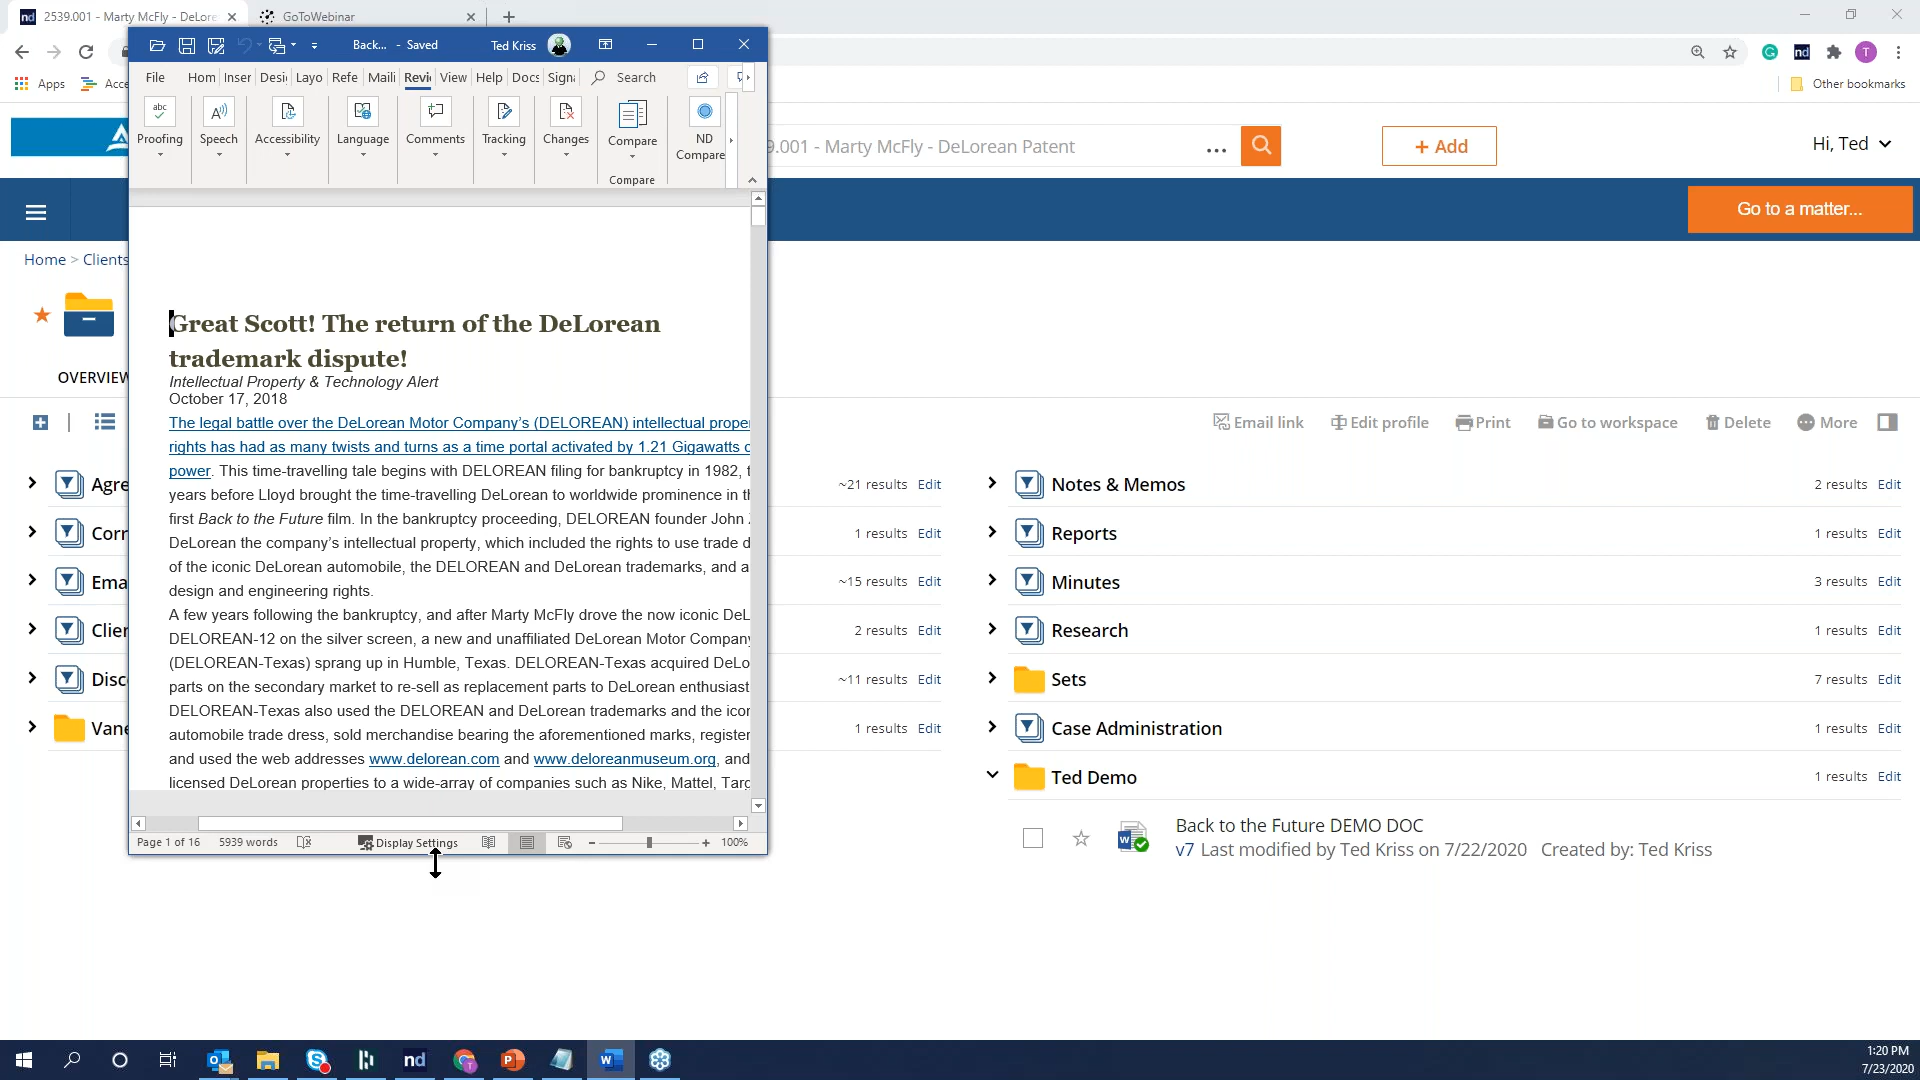 2539.001 - Marty McFly - DeLore
GoToWebinar
Apps
Acce
Other bookmarks
Back... - Saved
Ted Kriss
File Hom Inser Desi Layo Refe Maili Revi View Help Docs Signa Search
Proofing
Speech
Accessibility
Language
Comments
Tracking
Changes
Compare
ND
Compare
Compare
9.001 - Marty McFly - DeLorean Patent
...
+ Add
Hi, Ted
Go to a matter...
Home > Clients
OVERVIEW
Great Scott! The return of the DeLorean
trademark dispute!
Intellectual Property & Technology Alert
October 17, 2018
The legal battle over the DeLorean Motor Company's (DELOREAN) intellectual proper
rights has had as many twists and turns as a time portal activated by 1.21 Gigawatts o
power. This time-travelling tale begins with DELOREAN filing for bankruptcy in 1982, t
years before Lloyd brought the time-travelling DeLorean to worldwide prominence in th
first Back to the Future film. In the bankruptcy proceeding, DELOREAN founder John
DeLorean the company's intellectual property, which included the rights to use trade d
of the iconic DeLorean automobile, the DELOREAN and DeLorean trademarks, and a
design and engineering rights.
A few years following the bankruptcy, and after Marty McFly drove the now iconic DeL
DELOREAN-12 on the silver screen, a new and unaffiliated DeLorean Motor Company
(DELOREAN-Texas) sprang up in Humble, Texas. DELOREAN-Texas acquired DeLo
parts on the secondary market to re-sell as replacement parts to DeLorean enthusiast
DELOREAN-Texas also used the DELOREAN and DeLorean trademarks and the icon
automobile trade dress, sold merchandise bearing the aforementioned marks, register
and used the web addresses www.delorean.com and www.deloreanmuseum.org, and
licensed DeLorean properties to a wide-array of companies such as Nike, Mattel, Targ
Page 1 of 16 5939 words Display Settings 100%
Email link Edit profile Print Go to workspace Delete More
Agre ~21 results Edit
Corr 1 results Edit
Ema ~15 results Edit
Clien 2 results Edit
Disc ~11 results Edit
Vane 1 results Edit
Notes & Memos 2 results Edit
Reports 1 results Edit
Minutes 3 results Edit
Research 1 results Edit
Sets 7 results Edit
Case Administration 1 results Edit
Ted Demo 1 results Edit
Back to the Future DEMO DOC
v7 Last modified by Ted Kriss on 7/22/2020 Created by: Ted Kriss
1:20 PM
7/23/2020